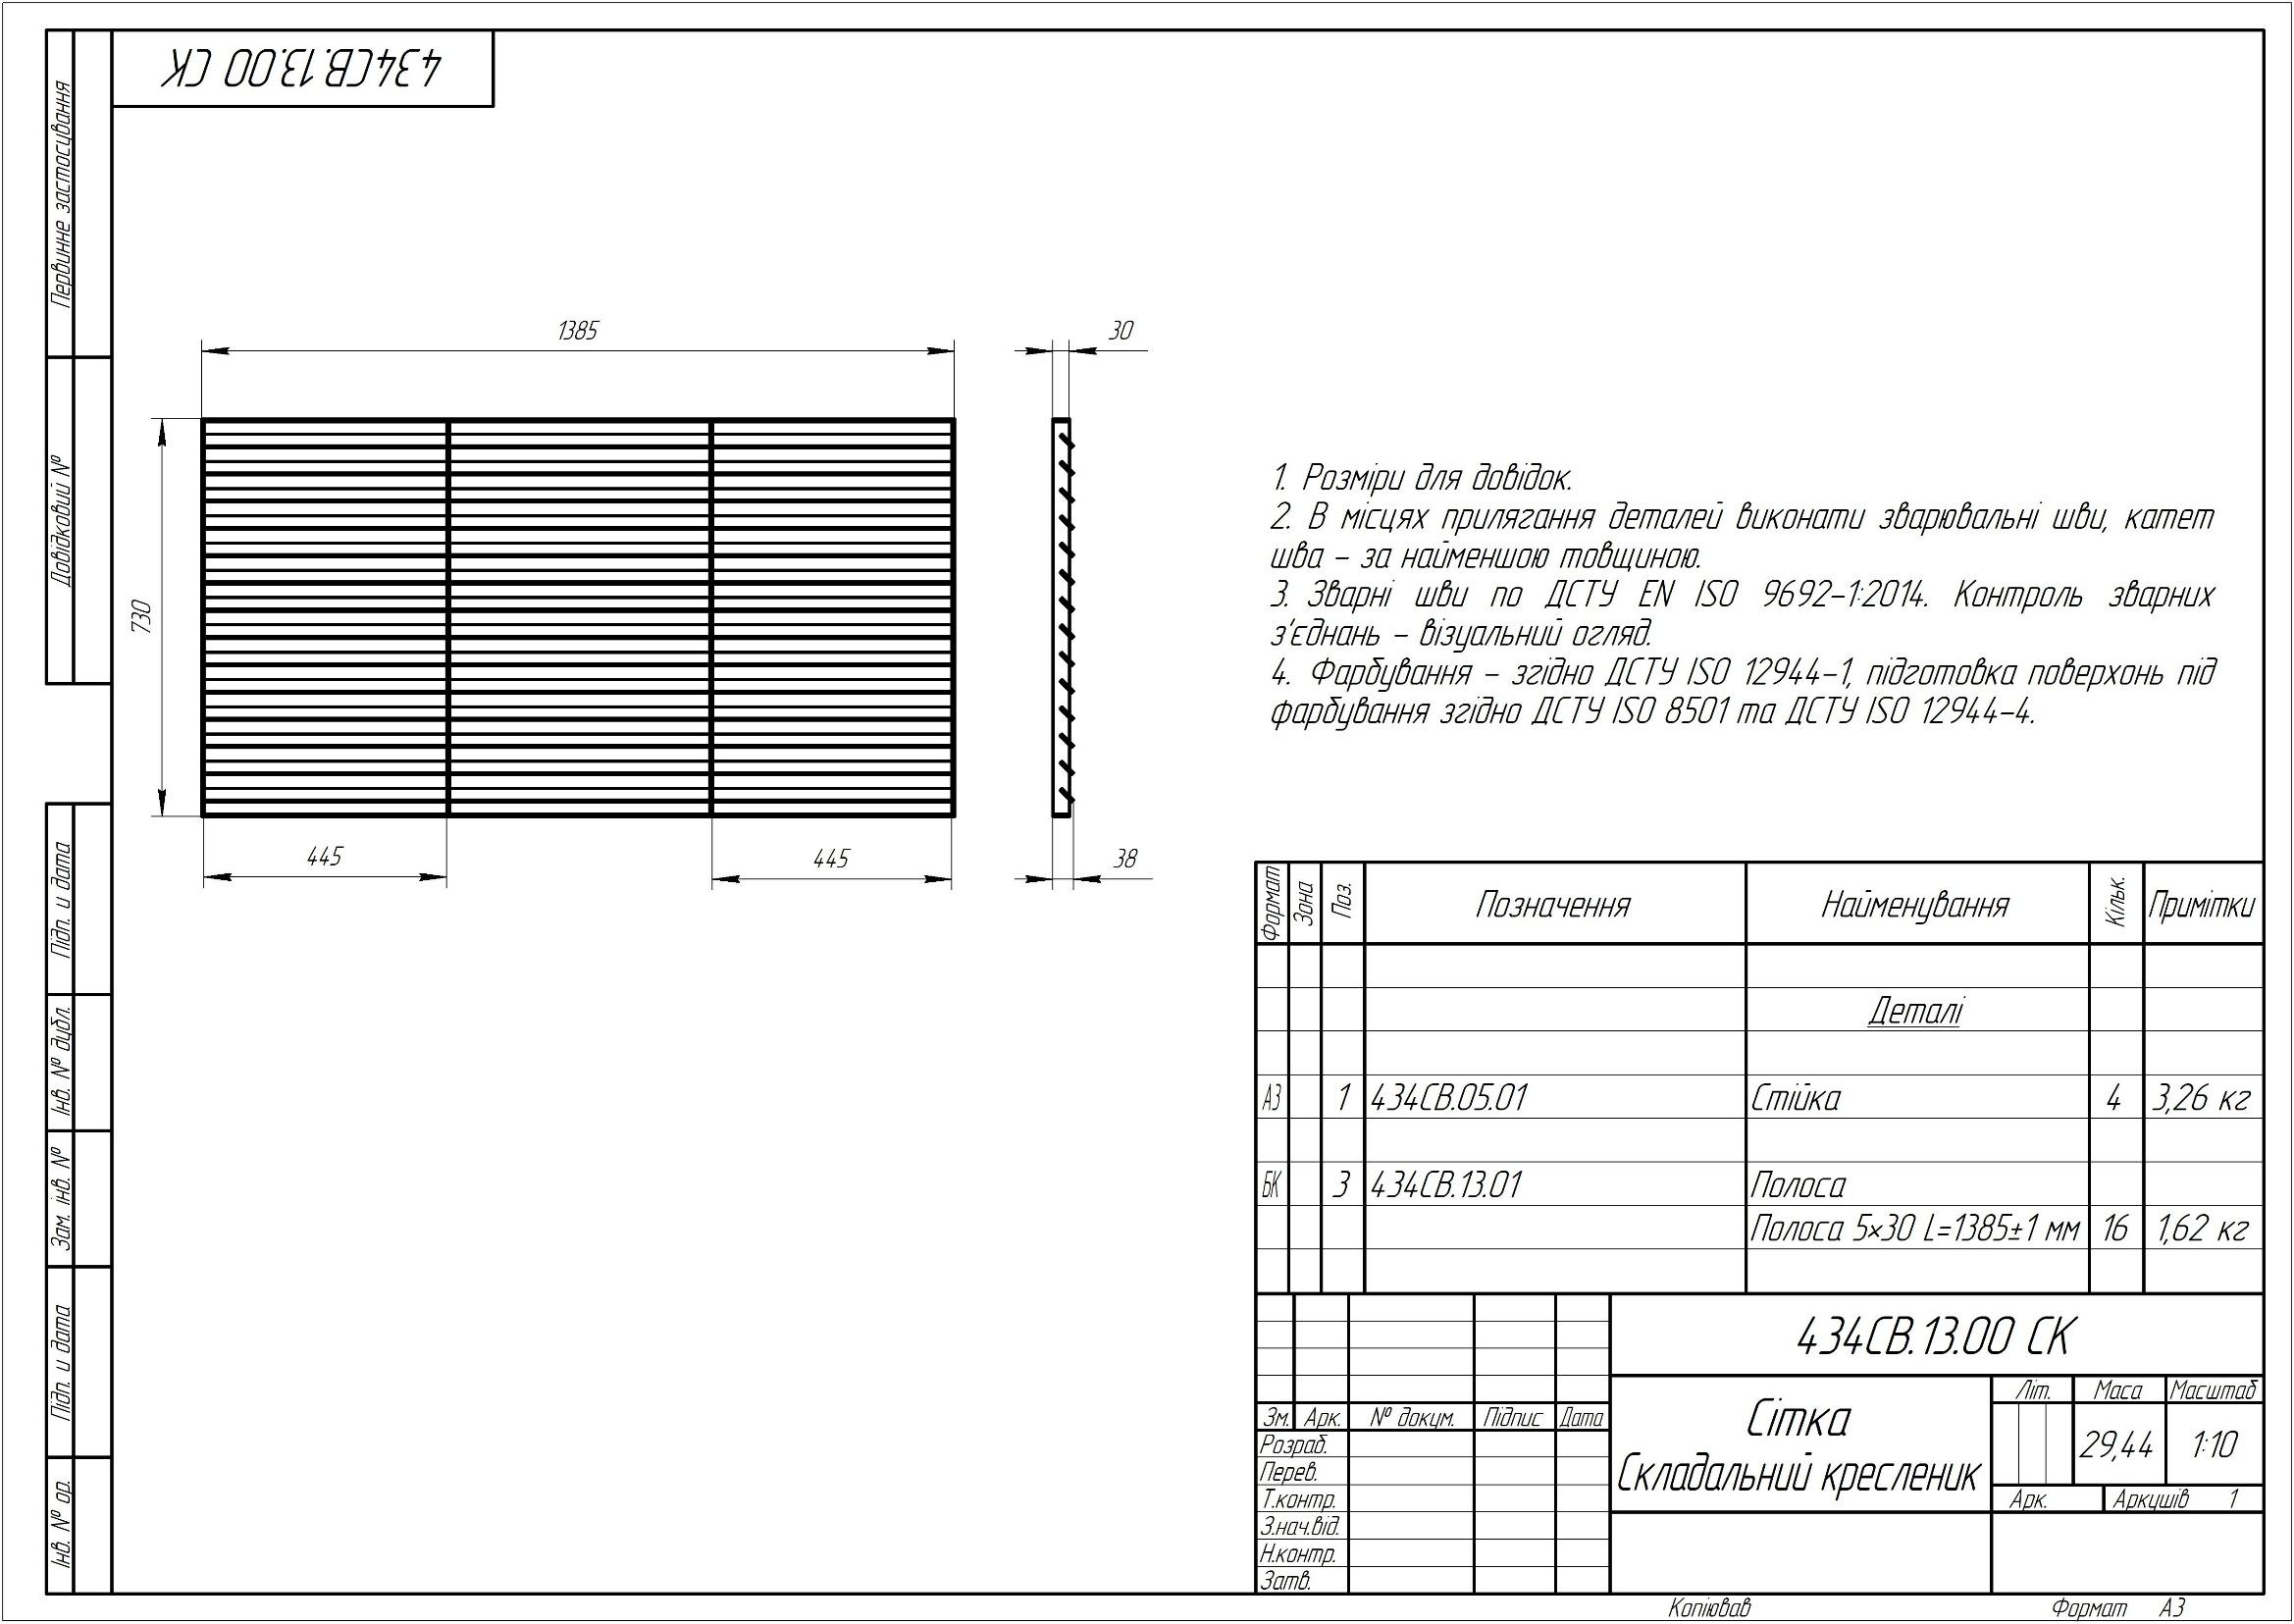 434СВ.13.00 СК
Первинне застосування
Довідковий №
Підп. и дата
Інв. № дубл.
Зам. інв. №
Підп. и дата
Інв. № ор.
1385
30
730
445
445
38
1. Розміри для довідок.
2. В місцях прилягання деталей виконати зварювальні шви, катет
шва – за найменшою товщиною.
3. Зварні шви по ДСТУ EN ISO 9692-1:2014. Контроль зварних
з'єднань – візуальний огляд.
4. Фарбування – згідно ДСТУ ISO 12944-1, підготовка поверхонь під
фарбування згідно ДСТУ ISO 8501 та ДСТУ ISO 12944-4.
Формат Зона Поз. Позначення Найменування Кільк. Примітки
Деталі
А3 1 434СВ.05.01 Стійка 4 3,26 кг
БК 3 434СВ.13.01 Полоса
Полоса 5×30 L=1385±1 мм 16 1,62 кг
434СВ.13.00 СК
Зм. Арк. № докум. Підпис Дата
Розраб.
Перев.
Т.контр.
З.нач.від.
Н.контр.
Затв.
Сітка
Складальний кресленик
Літ. Маса Масштаб
29,44 1:10
Арк. Аркушів 1
Копіював Формат А3